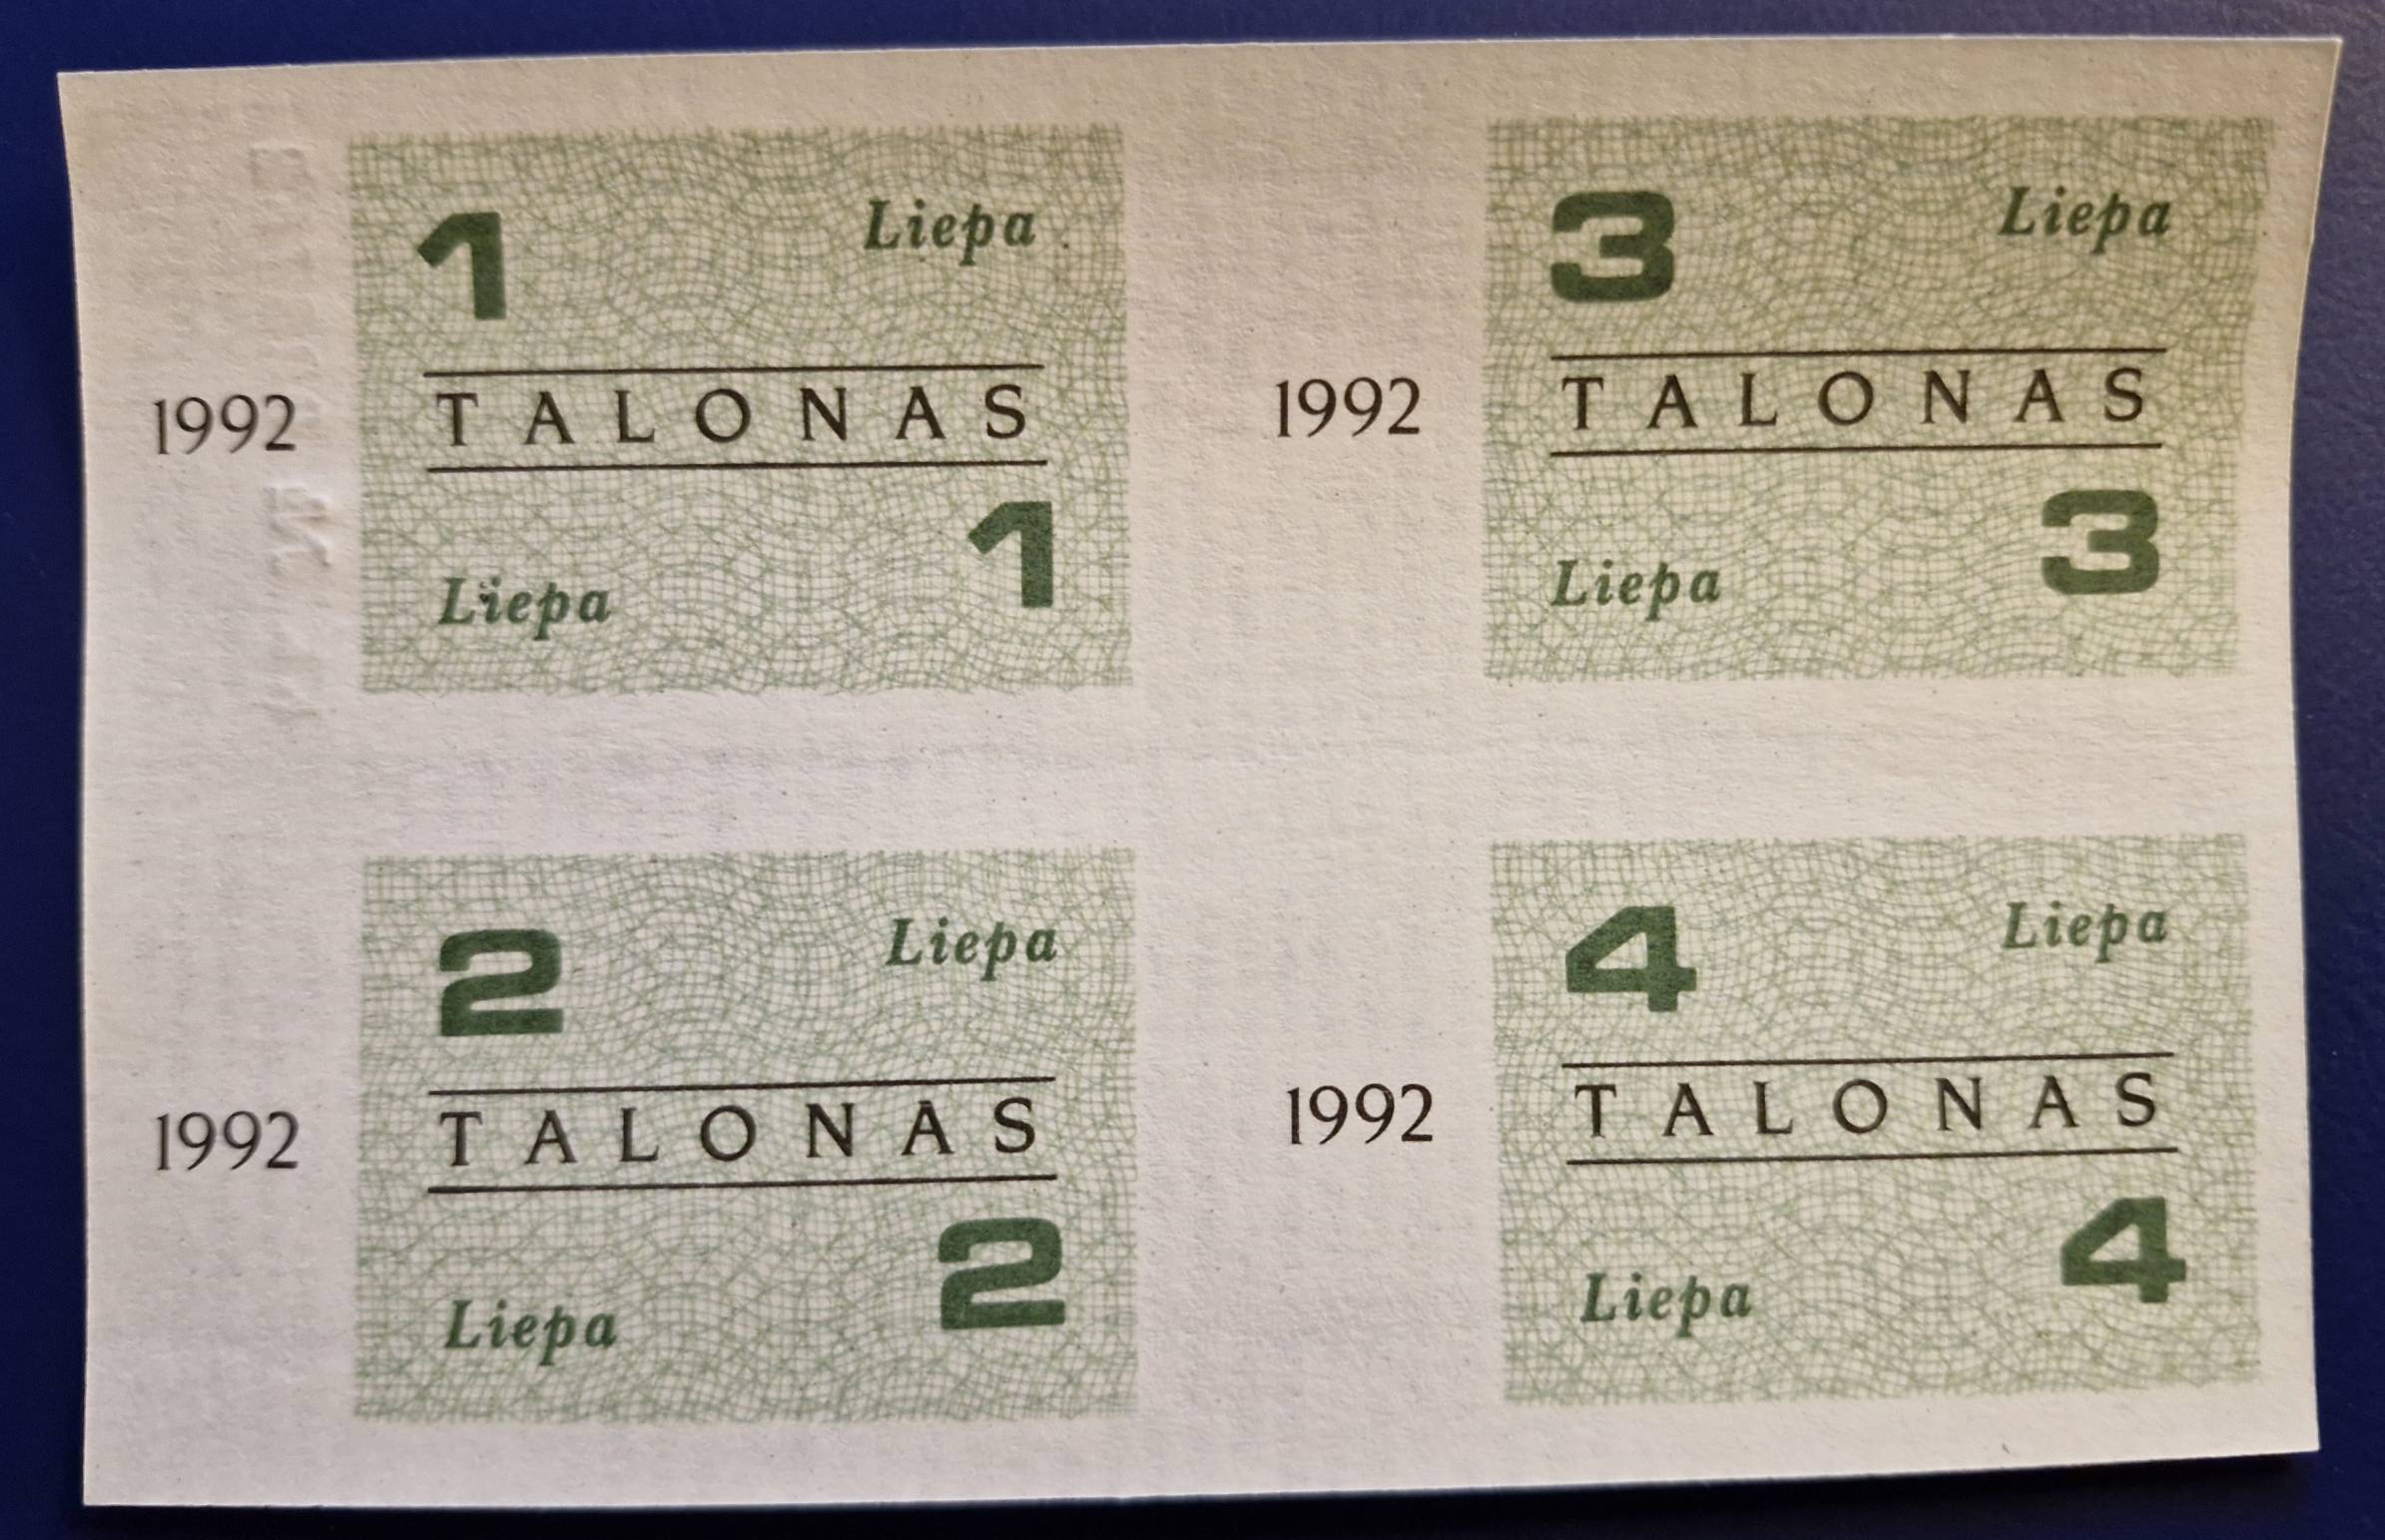 1 Liepa
1992 TALONAS
Liepa 1
3 Liepa
1992 TALONAS
Liepa 3
2 Liepa
1992 TALONAS
Liepa 2
4 Liepa
1992 TALONAS
Liepa 4